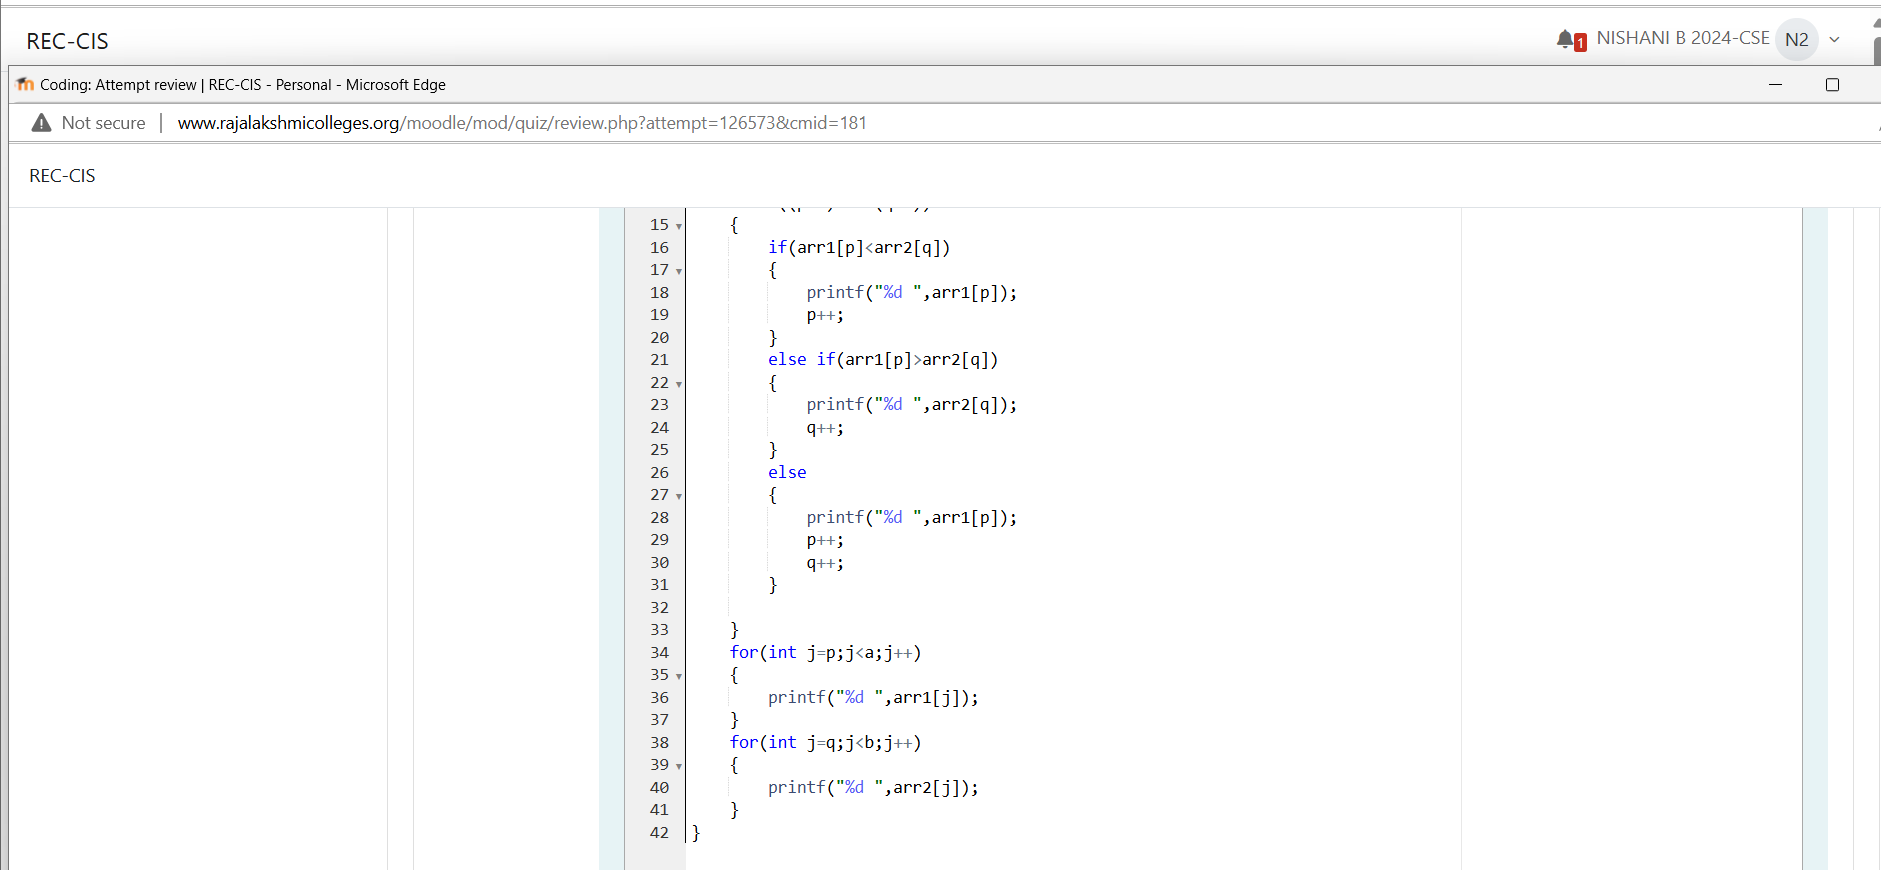 REC-CIS
1 NISHANI B 2024-CSE N2
Coding: Attempt review | REC-CIS - Personal - Microsoft Edge
Not secure | www.rajalakshmicolleges.org/moodle/mod/quiz/review.php?attempt=126573&cmid=181
REC-CIS
15 {
16 if(arr1[p]<arr2[q])
17 {
18 printf("%d ",arr1[p]);
19 p++;
20 }
21 else if(arr1[p]>arr2[q])
22 {
23 printf("%d ",arr2[q]);
24 q++;
25 }
26 else
27 {
28 printf("%d ",arr1[p]);
29 p++;
30 q++;
31 }
32
33 }
34 for(int j=p;j<a;j++)
35 {
36 printf("%d ",arr1[j]);
37 }
38 for(int j=q;j<b;j++)
39 {
40 printf("%d ",arr2[j]);
41 }
42 }